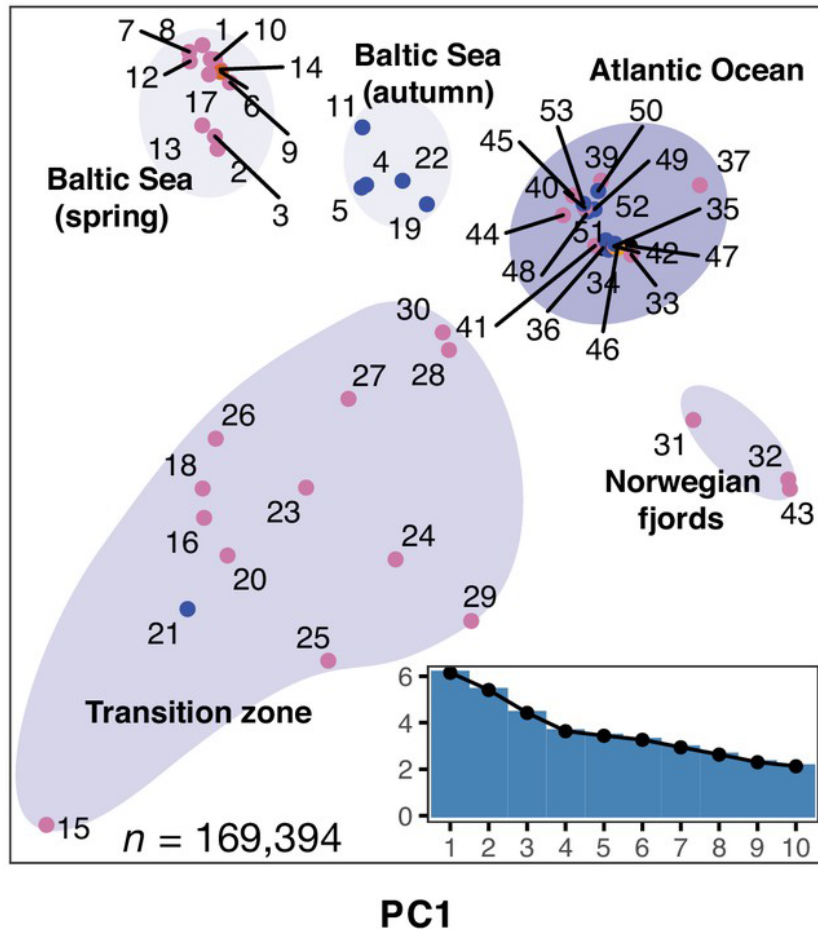 7 8 1 10
12 14
17 6
9
13 2
3
Baltic Sea
(spring)
Baltic Sea
(autumn)
11
4 22
5 19
Atlantic Ocean
53 50
45 39 49 37
40 52 35
44 51
48 34 42 47
41 36 33
46
30
28
27
26
18
23
16
24
20
21
29
25
Transition zone
15
n = 169,394
31
32
43
Norwegian
fjords
6
4
2
0
1 2 3 4 5 6 7 8 9 10
PC1